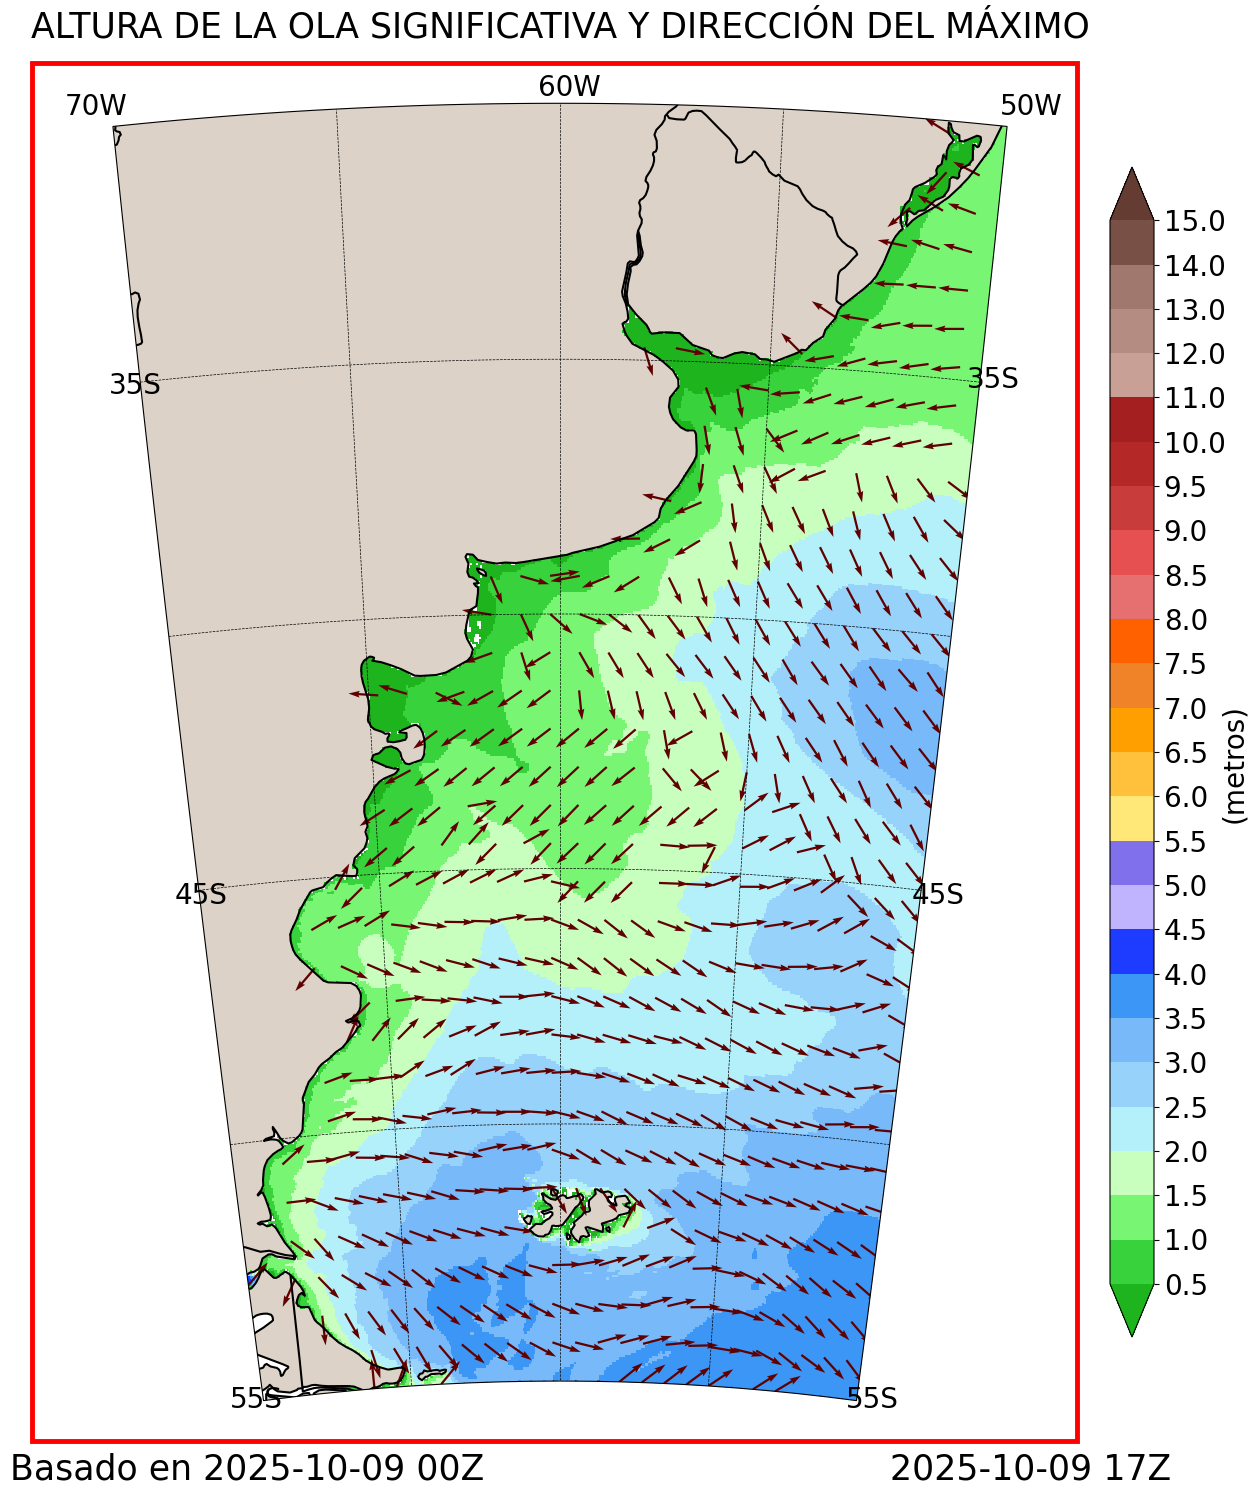 ALTURA DE LA OLA SIGNIFICATIVA Y DIRECCIÓN DEL MÁXIMO
70W
60W
50W
35S
35S
45S
45S
55S
55S
15.0
14.0
13.0
12.0
11.0
10.0
9.5
9.0
8.5
8.0
7.5
7.0
6.5
6.0
5.5
5.0
4.5
4.0
3.5
3.0
2.5
2.0
1.5
1.0
0.5
(metros)
Basado en 2025-10-09 00Z
2025-10-09 17Z